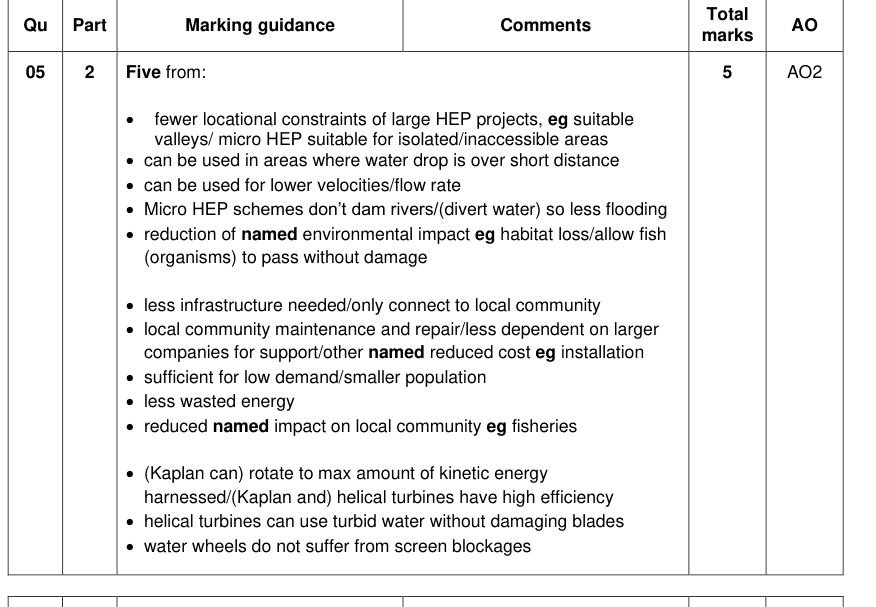 Qu Part Marking guidance Comments Total marks AO
05 2 Five from: 5 AO2
• fewer locational constraints of large HEP projects, eg suitable
valleys/ micro HEP suitable for isolated/inaccessible areas
• can be used in areas where water drop is over short distance
• can be used for lower velocities/flow rate
• Micro HEP schemes don’t dam rivers/(divert water) so less flooding
• reduction of named environmental impact eg habitat loss/allow fish
(organisms) to pass without damage
• less infrastructure needed/only connect to local community
• local community maintenance and repair/less dependent on larger
companies for support/other named reduced cost eg installation
• sufficient for low demand/smaller population
• less wasted energy
• reduced named impact on local community eg fisheries
• (Kaplan can) rotate to max amount of kinetic energy
harnessed/(Kaplan and) helical turbines have high efficiency
• helical turbines can use turbid water without damaging blades
• water wheels do not suffer from screen blockages